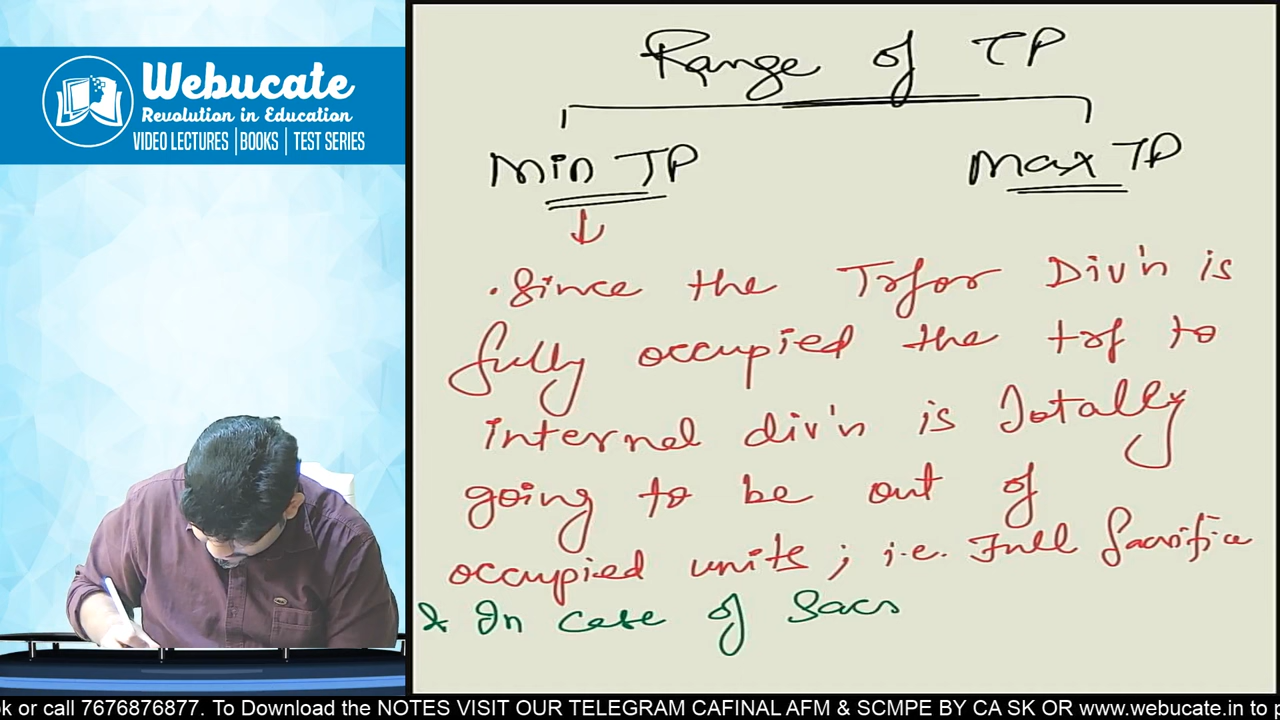 Webucate
Revolution in Education
VIDEO LECTURES | BOOKS | TEST SERIES
Range of TP
Min TP
Max TP
. Since the Trfor Div'n is
fully occupied the trf to
internal div'n is Totally
going to be out of
occupied units ; i.e. Full Sacrifice
& In case of Sacr
ok or call 7676876877. To Download the NOTES VISIT OUR TELEGRAM CAFINAL AFM & SCMPE BY CA SK OR www.webucate.in to p